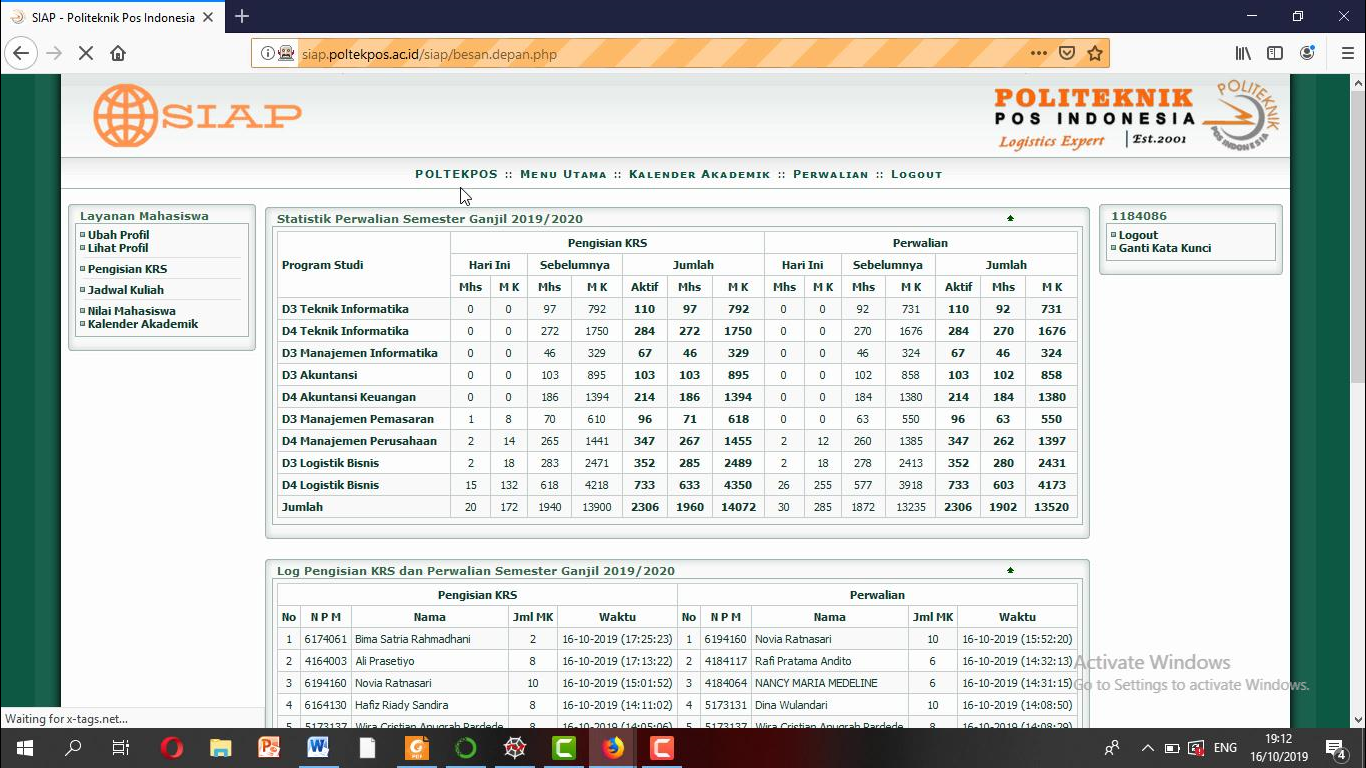 SIAP - Politeknik Pos Indonesia
siap.poltekpos.ac.id/siap/besan.depan.php
SIAP
POLITEKNIK
POS INDONESIA
Logistics Expert | Est.2001
POLITEKNIK
POS INDONESIA
POLTEKPOS :: MENU UTAMA :: KALENDER AKADEMIK :: PERWALIAN :: LOGOUT
Layanan Mahasiswa
Ubah Profil
Lihat Profil
Pengisian KRS
Jadwal Kuliah
Nilai Mahasiswa
Kalender Akademik
Statistik Perwalian Semester Ganjil 2019/2020
Program Studi Pengisian KRS Perwalian
Hari Ini Sebelumnya Jumlah Hari Ini Sebelumnya Jumlah
Mhs M K Mhs M K Aktif Mhs M K Mhs M K Mhs M K Aktif Mhs M K
D3 Teknik Informatika 0 0 97 792 110 97 792 0 0 92 731 110 92 731
D4 Teknik Informatika 0 0 272 1750 284 272 1750 0 0 270 1676 284 270 1676
D3 Manajemen Informatika 0 0 46 329 67 46 329 0 0 46 324 67 46 324
D3 Akuntansi 0 0 103 895 103 103 895 0 0 102 858 103 102 858
D4 Akuntansi Keuangan 0 0 186 1394 214 186 1394 0 0 184 1380 214 184 1380
D3 Manajemen Pemasaran 1 8 70 610 96 71 618 0 0 63 550 96 63 550
D4 Manajemen Perusahaan 2 14 265 1441 347 267 1455 2 12 260 1385 347 262 1397
D3 Logistik Bisnis 2 18 283 2471 352 285 2489 2 18 278 2413 352 280 2431
D4 Logistik Bisnis 15 132 618 4218 733 633 4350 26 255 577 3918 733 603 4173
Jumlah 20 172 1940 13900 2306 1960 14072 30 285 1872 13235 2306 1902 13520
1184086
Logout
Ganti Kata Kunci
Log Pengisian KRS dan Perwalian Semester Ganjil 2019/2020
Pengisian KRS Perwalian
No N P M Nama Jml MK Waktu No N P M Nama Jml MK Waktu
1 6174061 Bima Satria Rahmadhani 2 16-10-2019 (17:25:23) 1 6194160 Novia Ratnasari 10 16-10-2019 (15:52:20)
2 4164003 Ali Prasetiyo 8 16-10-2019 (17:13:22) 2 4184117 Rafi Pratama Andito 6 16-10-2019 (14:32:13)
3 6194160 Novia Ratnasari 10 16-10-2019 (15:01:52) 3 4184064 NANCY MARIA MEDELINE 6 16-10-2019 (14:31:15)
4 6164130 Hafiz Riady Sandira 8 16-10-2019 (14:11:02) 4 5173131 Dina Wulandari 10 16-10-2019 (14:08:50)
5 5173137 Wira Cristian Anugrah Pardede 8 16-10-2019 (14:05:06) 5 5173137 Wira Cristian Anugrah Pardede 8 16-10-2019 (14:08:29)
Activate Windows
Go to Settings to activate Windows.
Waiting for x-tags.net...
ENG
19:12
16/10/2019
4